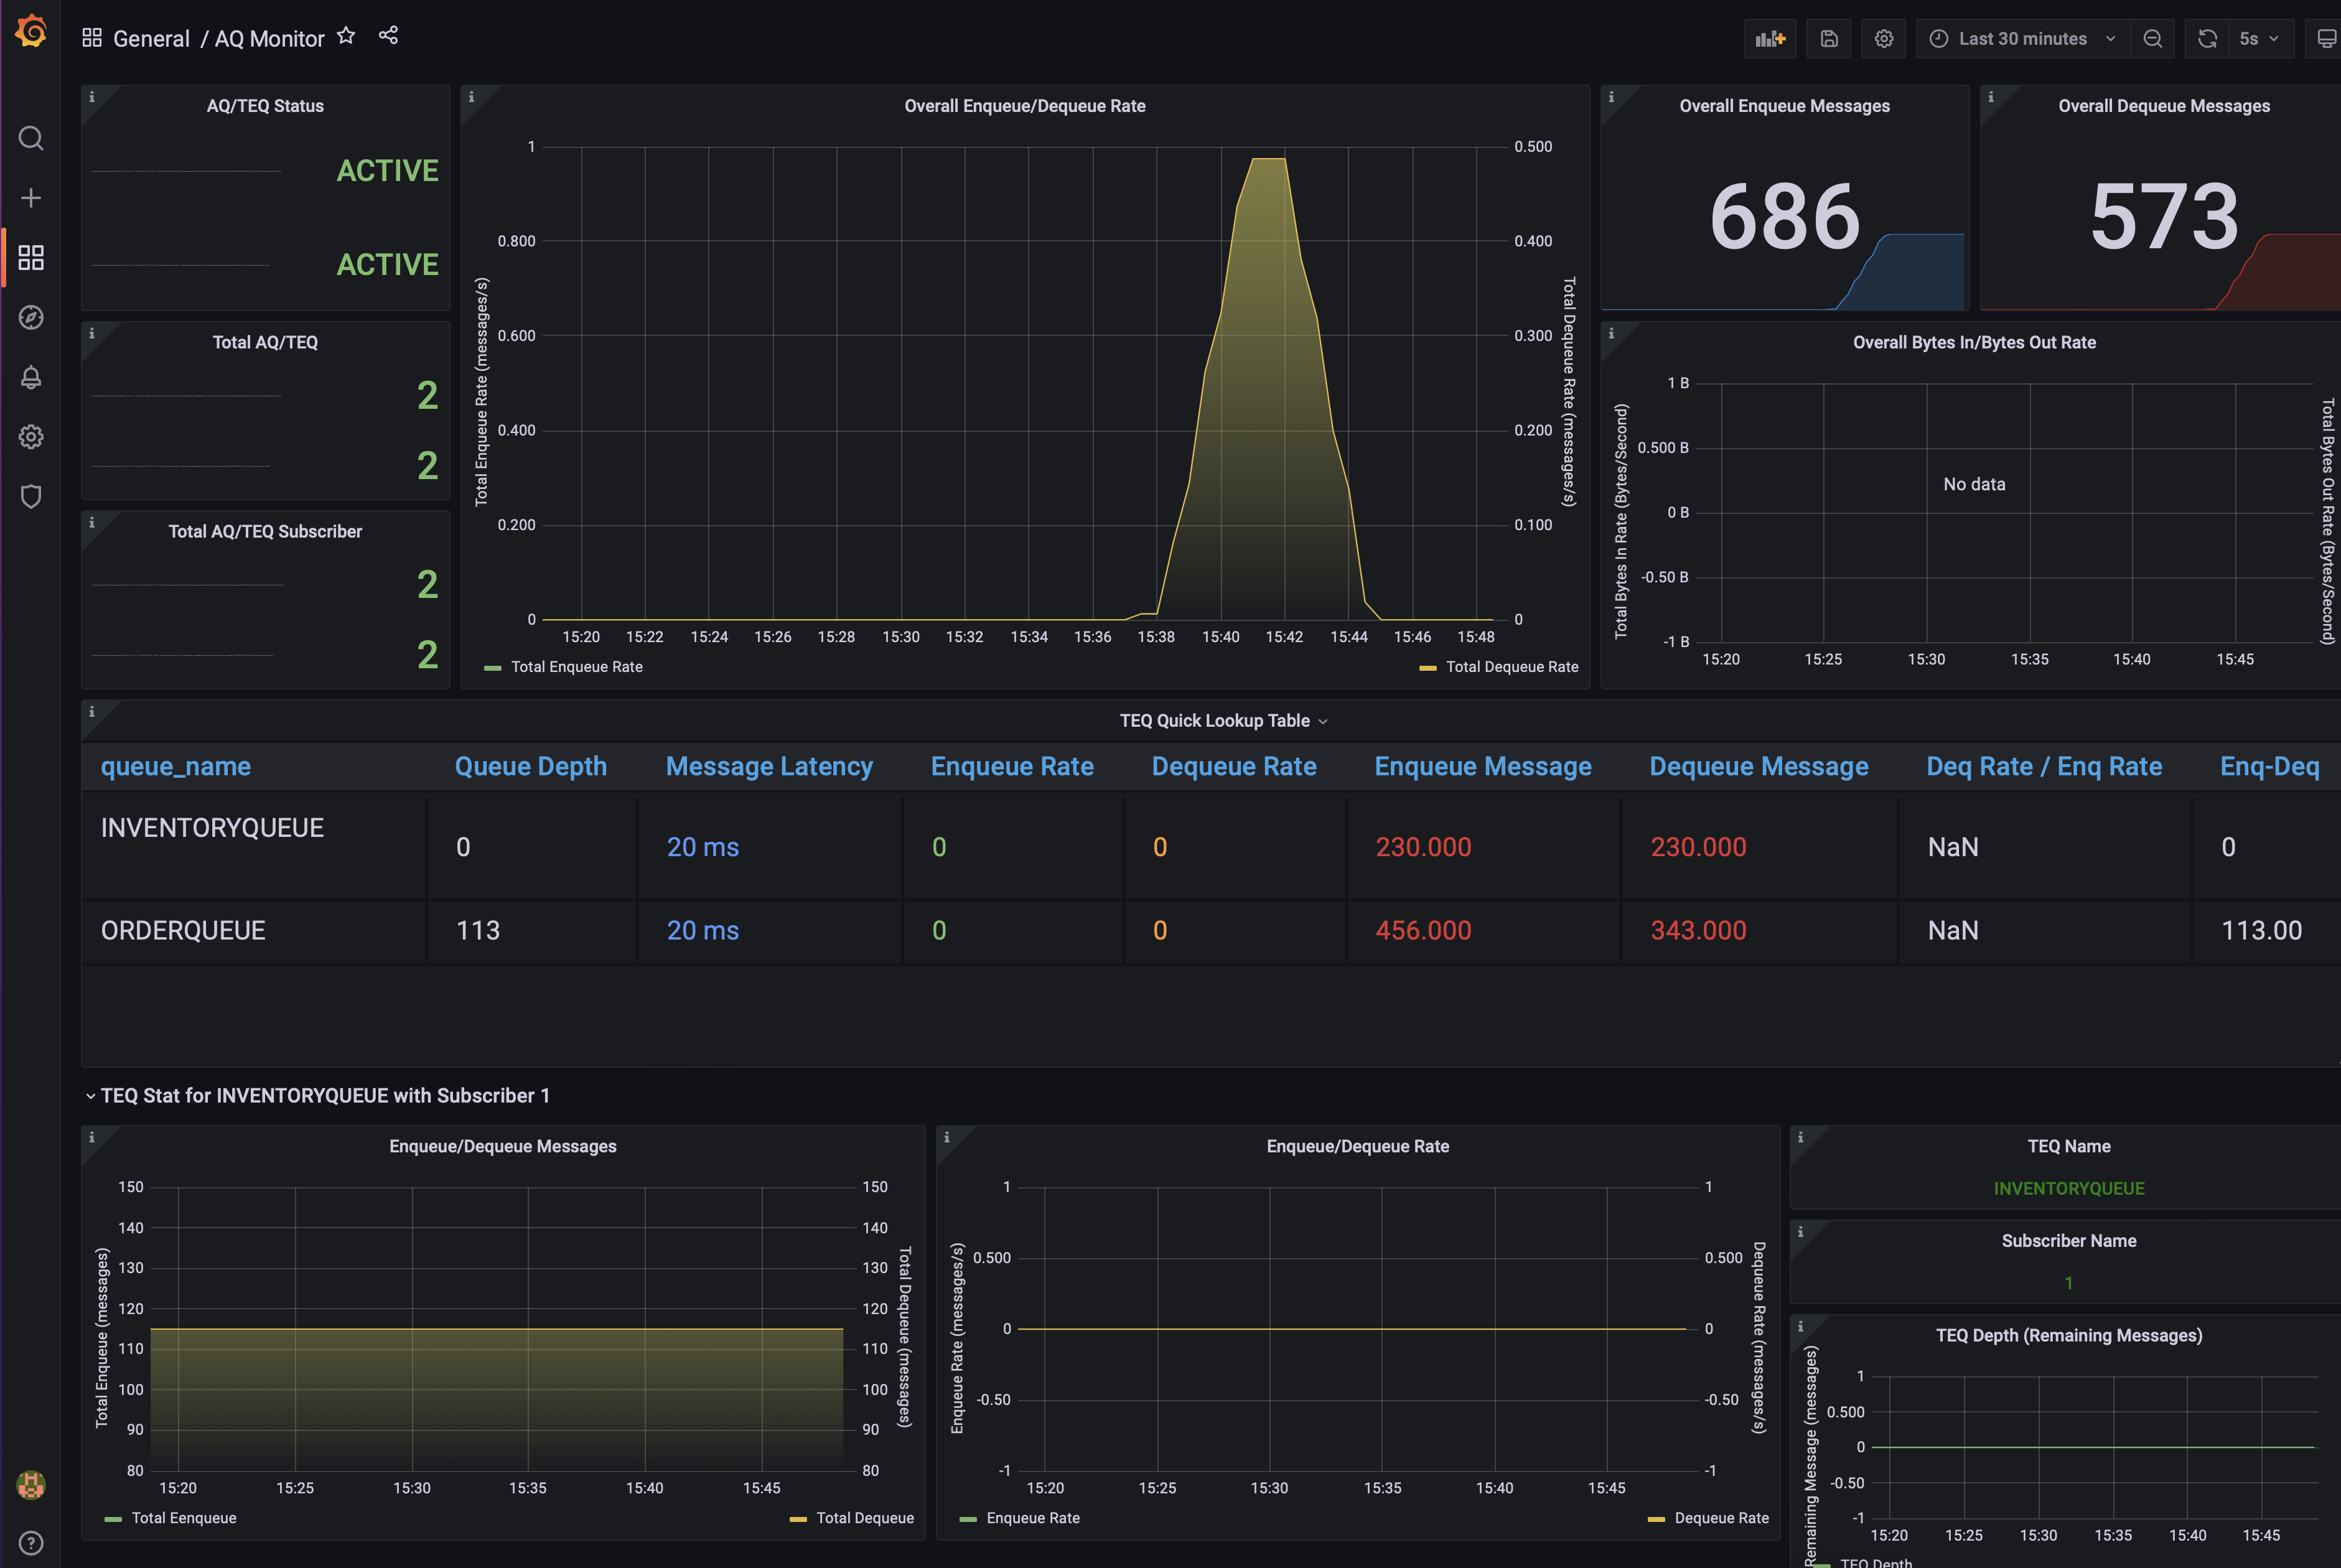 General / AQ Monitor
Last 30 minutes
5s
AQ/TEQ Status
ACTIVE
ACTIVE
Total AQ/TEQ
2
2
Total AQ/TEQ Subscriber
2
2
Overall Enqueue/Dequeue Rate
Total Enqueue Rate (messages/s)
1
0.800
0.600
0.400
0.200
0
0.500
0.400
0.300
0.200
0.100
0
Total Dequeue Rate (messages/s)
15:20 15:22 15:24 15:26 15:28 15:30 15:32 15:34 15:36 15:38 15:40 15:42 15:44 15:46 15:48
Total Enqueue Rate
Total Dequeue Rate
Overall Enqueue Messages
686
Overall Dequeue Messages
573
Overall Bytes In/Bytes Out Rate
Total Bytes In Rate (Bytes/Second)
1 B
0.500 B
0 B
-0.50 B
-1 B
No data
Total Bytes Out Rate (Bytes/Second)
15:20 15:25 15:30 15:35 15:40 15:45
TEQ Quick Lookup Table
queue_name Queue Depth Message Latency Enqueue Rate Dequeue Rate Enqueue Message Dequeue Message Deq Rate / Enq Rate Enq-Deq
INVENTORYQUEUE 0 20 ms 0 0 230.000 230.000 NaN 0
ORDERQUEUE 113 20 ms 0 0 456.000 343.000 NaN 113.00
TEQ Stat for INVENTORYQUEUE with Subscriber 1
Enqueue/Dequeue Messages
Total Enqueue (messages)
150
140
130
120
110
100
90
80
150
140
130
120
110
100
90
80
Total Dequeue (messages)
15:20 15:25 15:30 15:35 15:40 15:45
Total Eenqueue
Total Dequeue
Enqueue/Dequeue Rate
Enqueue Rate (messages/s)
1
0.500
0
-0.50
-1
1
0.500
0
-0.50
-1
Dequeue Rate (messages/s)
15:20 15:25 15:30 15:35 15:40 15:45
Enqueue Rate
Dequeue Rate
TEQ Name
INVENTORYQUEUE
Subscriber Name
1
TEQ Depth (Remaining Messages)
Remaining Message (messages)
1
0.500
0
-0.50
-1
15:20 15:25 15:30 15:35 15:40 15:45
TEQ Depth